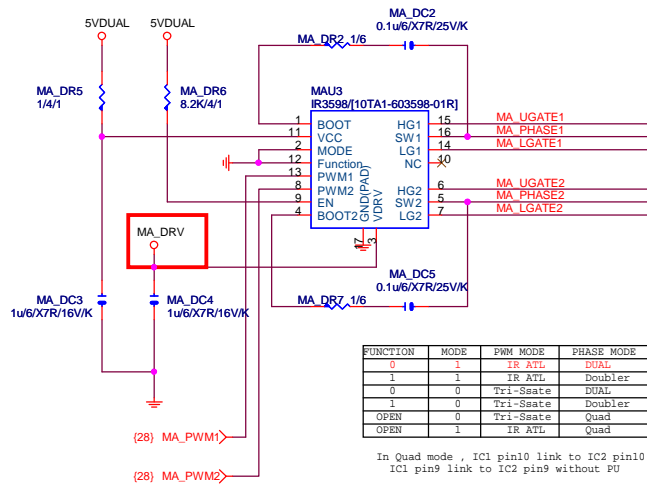 5VDUAL 5VDUAL
MA_DC2
0.1u/6/X7R/25V/K
MA_DR2 1/6
MA_DR5
1/4/1
MA_DR6
8.2K/4/1
MAU3
IR3598/[10TA1-603598-01R]
1 BOOT HG1 15 MA_UGATE1
11 VCC SW1 16 MA_PHASE1
2 MODE LG1 14 MA_LGATE1
12 Function NC 10
13 PWM1
8 PWM2 HG2 6 MA_UGATE2
9 EN SW2 5 MA_PHASE2
4 BOOT2 LG2 7 MA_LGATE2
GND(PAD) VDRV
17 3
MA_DRV
MA_DC3
1u/6/X7R/16V/K
MA_DC4
1u/6/X7R/16V/K
MA_DR7 1/6
MA_DC5
0.1u/6/X7R/25V/K
FUNCTION MODE PWM MODE PHASE MODE
0 1 IR ATL DUAL
1 1 IR ATL Doubler
0 0 Tri-Ssate DUAL
1 0 Tri-Ssate Doubler
OPEN 0 Tri-Ssate Quad
OPEN 1 IR ATL Quad
{28} MA_PWM1
{28} MA_PWM2
In Quad mode , IC1 pin10 link to IC2 pin10
IC1 pin9 link to IC2 pin9 without PU